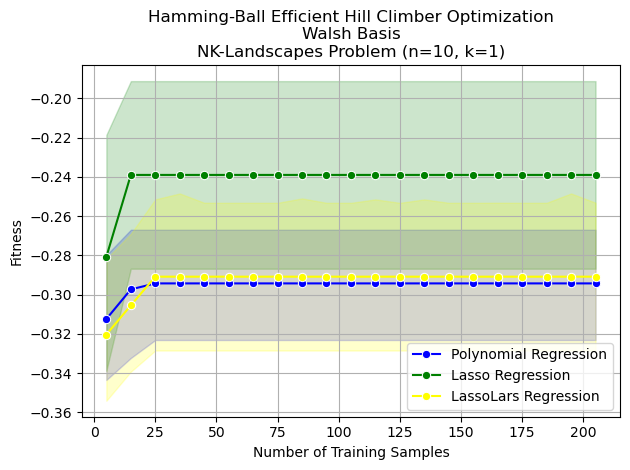 Hamming-Ball Efficient Hill Climber Optimization
Walsh Basis
NK-Landscapes Problem (n=10, k=1)
Fitness
−0.20
−0.22
−0.24
−0.26
−0.28
−0.30
−0.32
−0.34
−0.36
Polynomial Regression
Lasso Regression
LassoLars Regression
0 25 50 75 100 125 150 175 200
Number of Training Samples